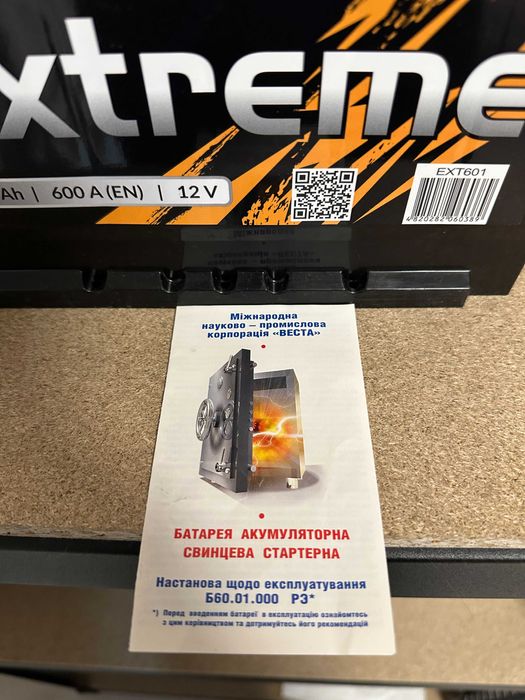 xtreme
Ah | 600 A (EN) | 12 V
EXT601
4820282060389
Міжнародна
науково – промислова
корпорація «ВЕСТА»
БАТАРЕЯ АКУМУЛЯТОРНА
СВИНЦЕВА СТАРТЕРНА
Настанова щодо експлуатування
Б60.01.000 РЭ*
*) Перед введенням батареї в експлуатацію ознайомтесь
з цим керівництвом та дотримуйтесь його рекомендацій